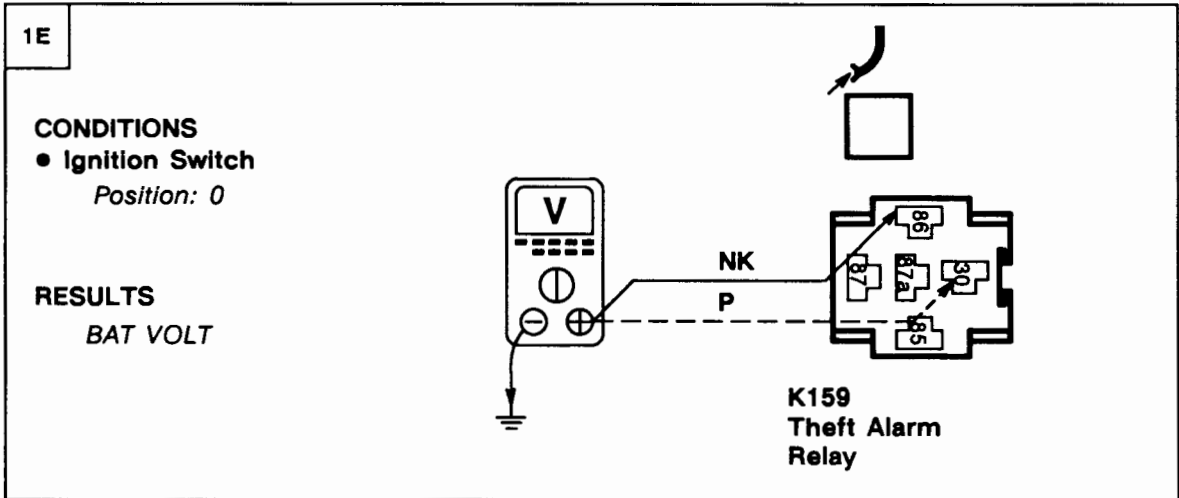 1E
CONDITIONS
● Ignition Switch
Position: 0
RESULTS
BAT VOLT
V
NK
P
86
87
87a
30
85
K159
Theft Alarm
Relay